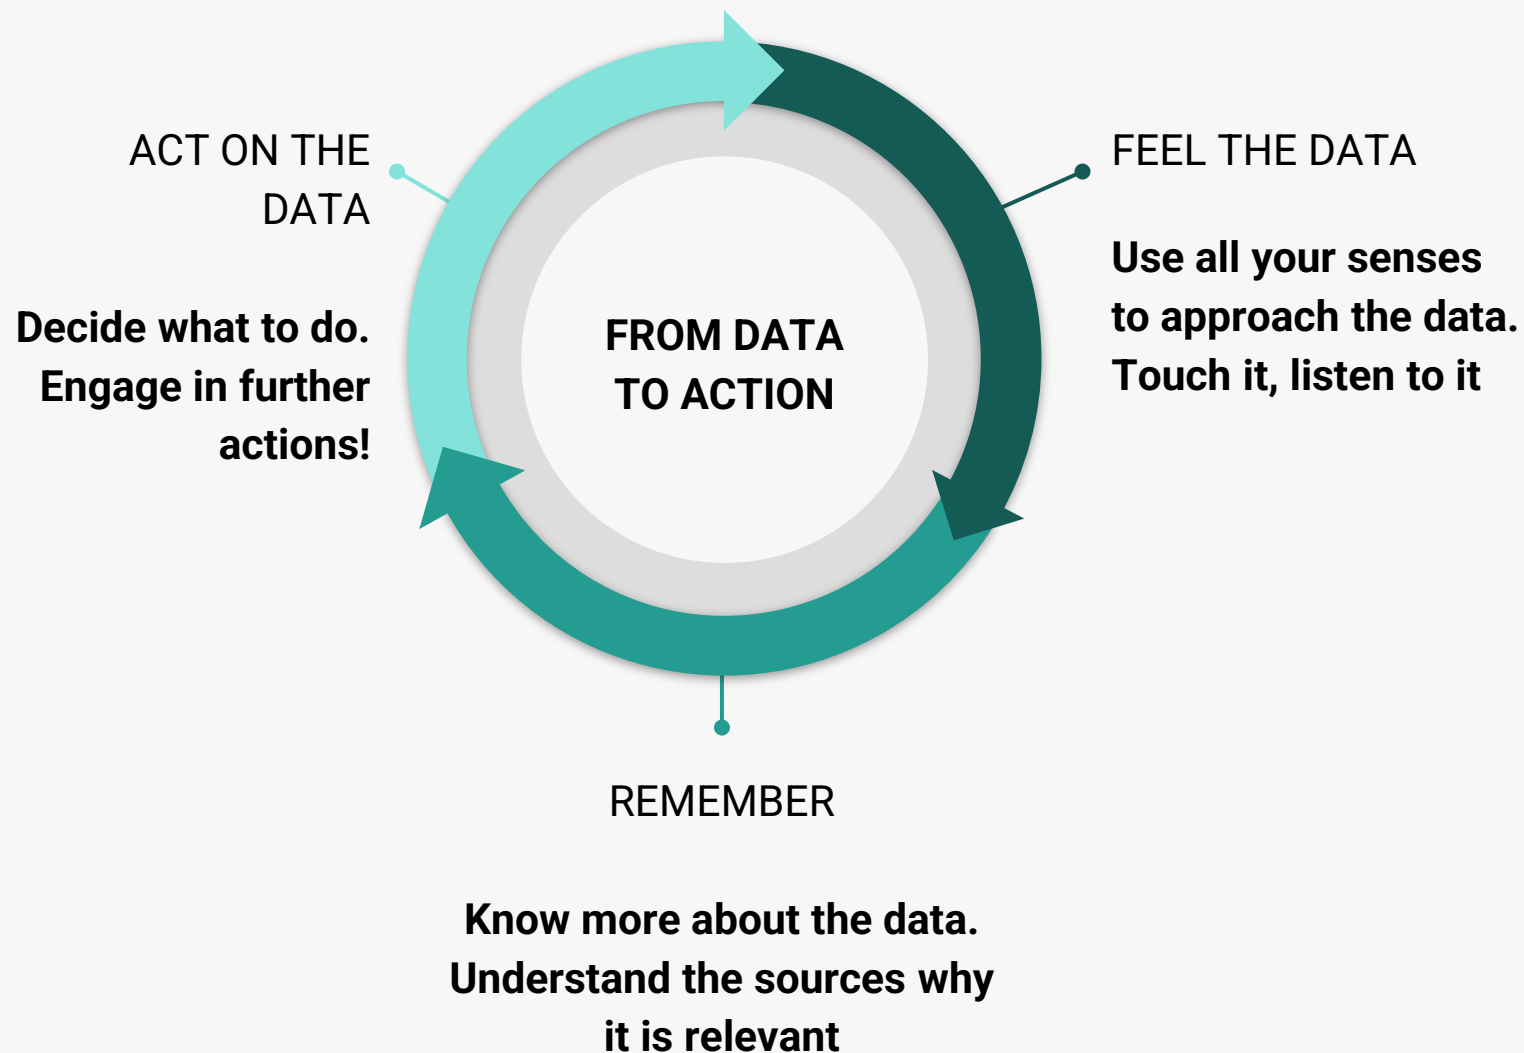 FROM DATA
TO ACTION
FEEL THE DATA
Use all your senses
to approach the data.
Touch it, listen to it
REMEMBER
Know more about the data.
Understand the sources why
it is relevant
ACT ON THE
DATA
Decide what to do.
Engage in further
actions!